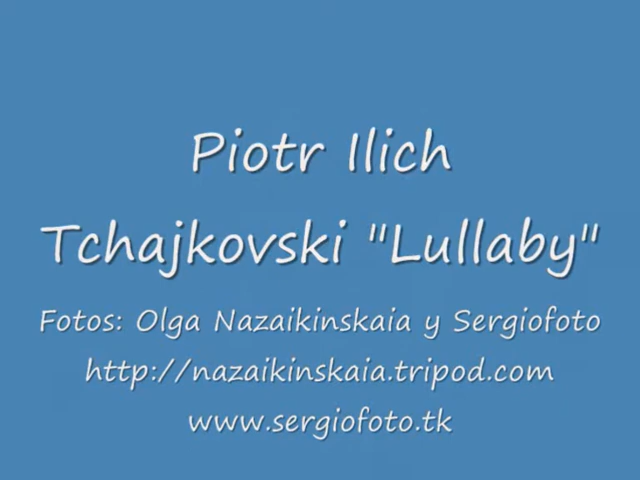 Piotr Ilich
Tchajkovski "Lullaby"
Fotos: Olga Nazaikinskaia y Sergiofoto
http://nazaikinskaia.tripod.com
www.sergiofoto.tk